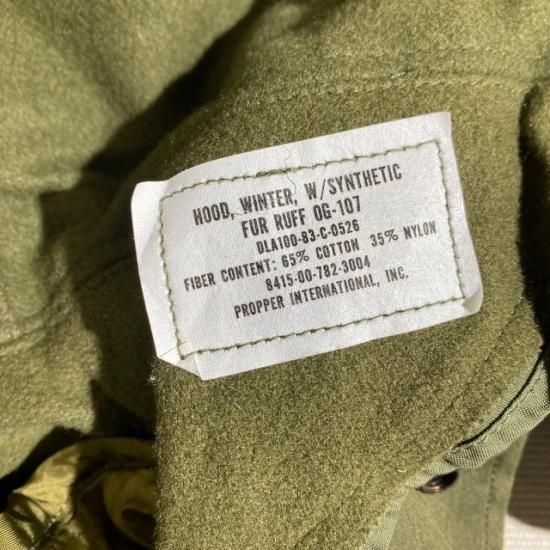 HOOD, WINTER, W/SYNTHETIC
FUR RUFF OG-107
DLA100-83-C-0526
FIBER CONTENT: 65% COTTON 35% NYLON
8415-00-782-3004
PROPPER INTERNATIONAL, INC.